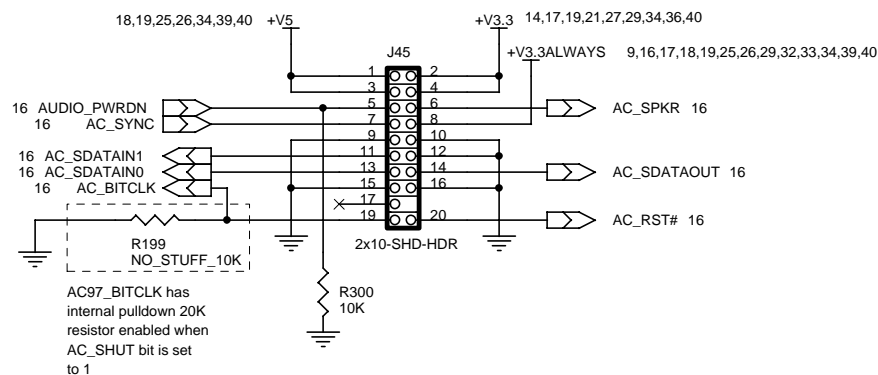 18,19,25,26,34,39,40 +V5 +V3.3 14,17,19,21,27,29,34,36,40
J45 +V3.3ALWAYS 9,16,17,18,19,25,26,29,32,33,34,39,40
1 2
3 4
16 AUDIO_PWRDN 5 6 AC_SPKR 16
16 AC_SYNC 7 8
9 10
16 AC_SDATAIN1 11 12
16 AC_SDATAIN0 13 14 AC_SDATAOUT 16
16 AC_BITCLK 15 16
17
19 20 AC_RST# 16
R199
NO_STUFF_10K
2x10-SHD-HDR
AC97_BITCLK has
internal pulldown 20K
resistor enabled when
AC_SHUT bit is set
to 1
R300
10K